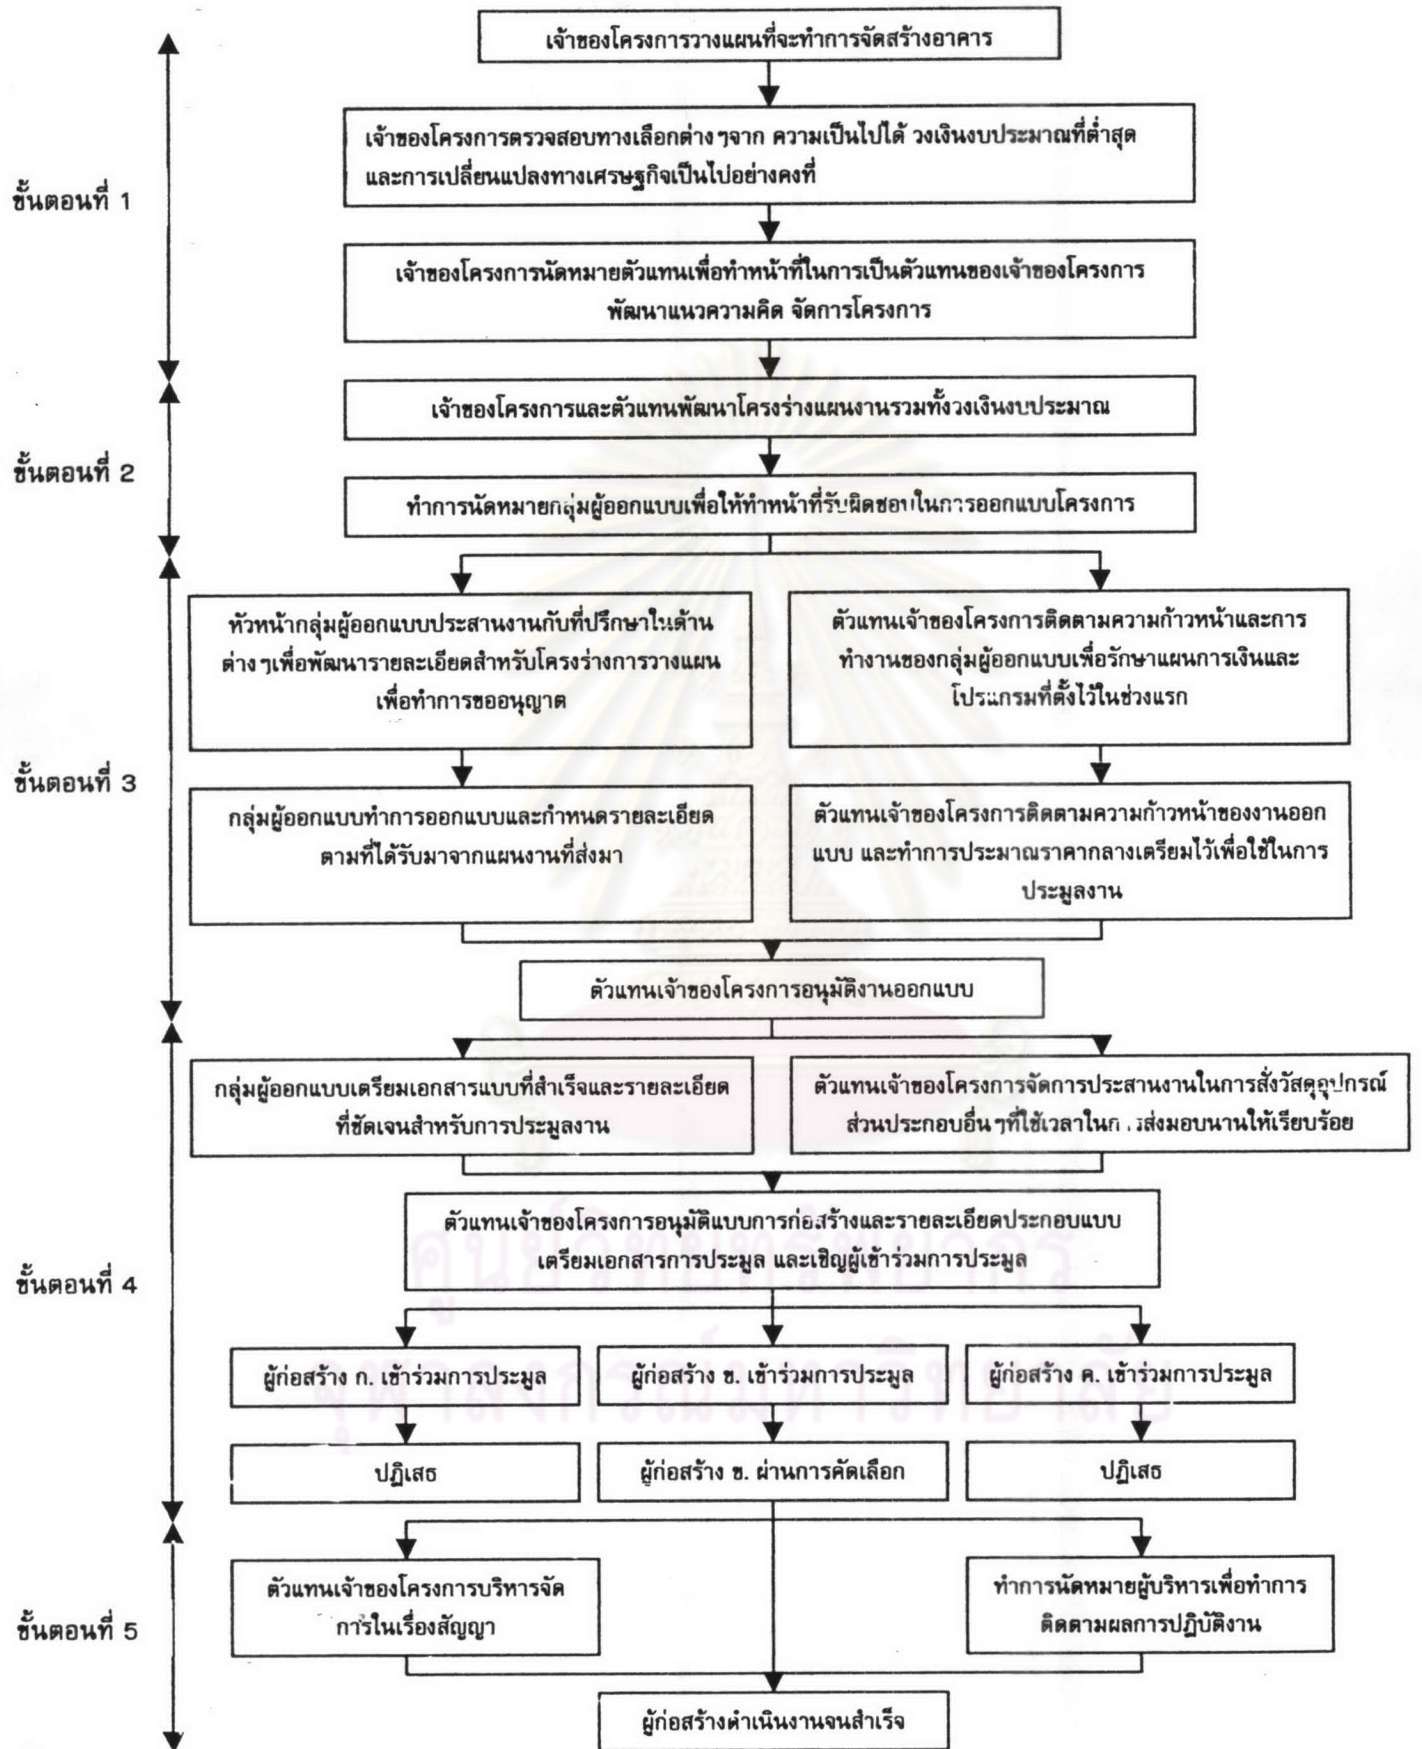 เจ้าของโครงการวางแผนที่จะทำการจัดสร้างอาคาร
ขั้นตอนที่ 1
เจ้าของโครงการตรวจสอบทางเลือกต่างๆจาก ความเป็นไปได้ วงเงินงบประมาณที่ต่ำสุด
และการเปลี่ยนแปลงทางเศรษฐกิจเป็นไปอย่างคงที่
เจ้าของโครงการนัดหมายตัวแทนเพื่อทำหน้าที่ในการเป็นตัวแทนของเจ้าของโครงการ
พัฒนาแนวความคิด จัดการโครงการ
ขั้นตอนที่ 2
เจ้าของโครงการและตัวแทนพัฒนาโครงร่างแผนงานรวมทั้งวงเงินงบประมาณ
ทำการนัดหมายกลุ่มผู้ออกแบบเพื่อให้ทำหน้าที่รับผิดชอบในการออกแบบโครงการ
ขั้นตอนที่ 3
หัวหน้ากลุ่มผู้ออกแบบประสานงานกับที่ปรึกษาในด้าน
ต่างๆเพื่อพัฒนารายละเอียดสำหรับโครงร่างการวางแผน
เพื่อทำการขออนุญาต
ตัวแทนเจ้าของโครงการติดตามความก้าวหน้าและการ
ทำงานของกลุ่มผู้ออกแบบเพื่อรักษาแผนการเงินและ
โปรแกรมที่ตั้งไว้ในช่วงแรก
กลุ่มผู้ออกแบบทำการออกแบบและกำหนดรายละเอียด
ตามที่ได้รับมาจากแผนงานที่ส่งมา
ตัวแทนเจ้าของโครงการติดตามความก้าวหน้าของงานออก
แบบ และทำการประมาณราคากลางเตรียมไว้เพื่อใช้ในการ
ประมูลงาน
ตัวแทนเจ้าของโครงการอนุมัติงานออกแบบ
ขั้นตอนที่ 4
กลุ่มผู้ออกแบบเตรียมเอกสารแบบที่สำเร็จและรายละเอียด
ที่ชัดเจนสำหรับการประมูลงาน
ตัวแทนเจ้าของโครงการจัดการประสานงานในการสั่งวัสดุอุปกรณ์
ส่วนประกอบอื่นๆที่ใช้เวลาในการส่งมอบนานให้เรียบร้อย
ตัวแทนเจ้าของโครงการอนุมัติแบบการก่อสร้างและรายละเอียดประกอบแบบ
เตรียมเอกสารการประมูล และเชิญผู้เข้าร่วมการประมูล
ศูนย์วิทยทรัพยากร
จุฬาลงกรณ์มหาวิทยาลัย
ผู้ก่อสร้าง ก. เข้าร่วมการประมูล
ผู้ก่อสร้าง ข. เข้าร่วมการประมูล
ผู้ก่อสร้าง ค. เข้าร่วมการประมูล
ปฏิเสธ
ผู้ก่อสร้าง ข. ผ่านการคัดเลือก
ปฏิเสธ
ขั้นตอนที่ 5
ตัวแทนเจ้าของโครงการบริหารจัด
การในเรื่องสัญญา
ทำการนัดหมายผู้บริหารเพื่อทำการ
ติดตามผลการปฏิบัติงาน
ผู้ก่อสร้างดำเนินงานจนสำเร็จ